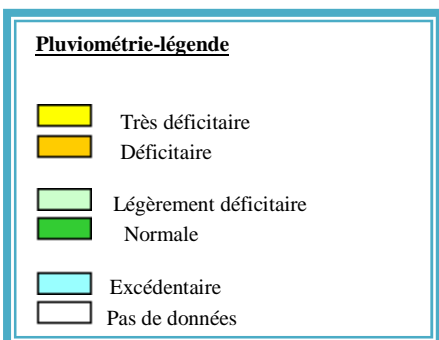 Pluviométrie-légende
Très déficitaire
Déficitaire
Légèrement déficitaire
Normale
Excédentaire
Pas de données